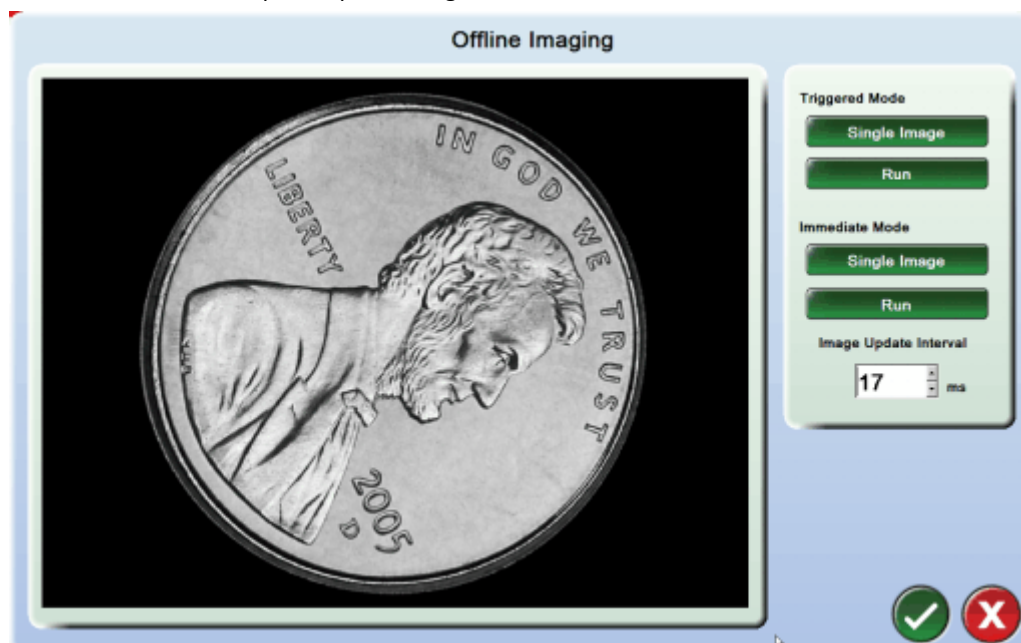 Offline Imaging
IN GOD WE TRUST
LIBERTY
2005
D
Triggered Mode
Single Image
Run
Immediate Mode
Single Image
Run
Image Update Interval
17 ms
X